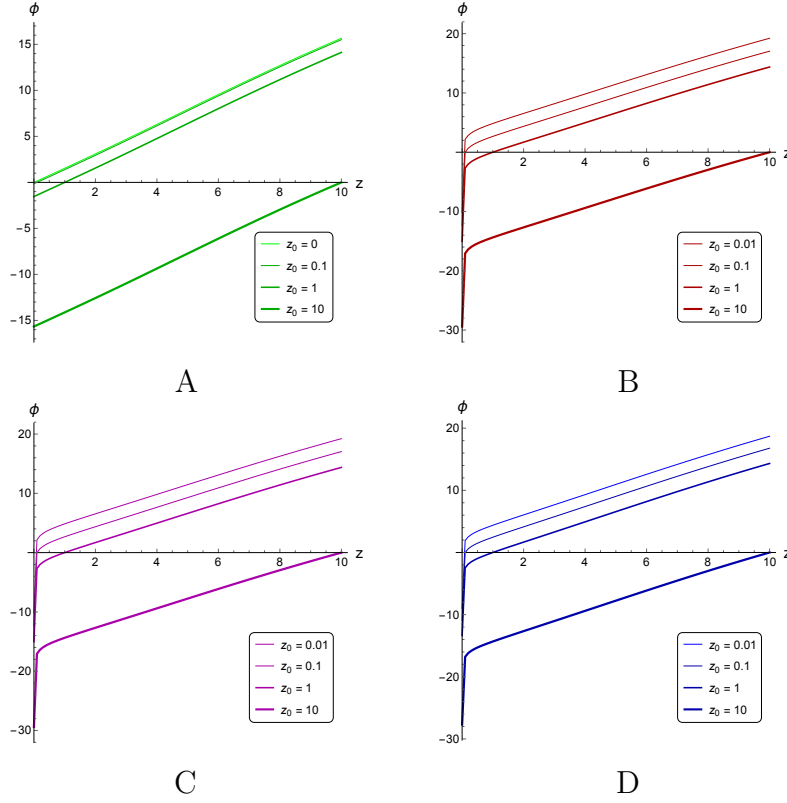 ϕ
15
10
5
2 4 6 8 10 z
-5
-10
-15
z₀ = 0
z₀ = 0.1
z₀ = 1
z₀ = 10
A
ϕ
20
10
2 4 6 8 10 z
-10
-20
-30
z₀ = 0.01
z₀ = 0.1
z₀ = 1
z₀ = 10
B
ϕ
20
10
2 4 6 8 10 z
-10
-20
-30
z₀ = 0.01
z₀ = 0.1
z₀ = 1
z₀ = 10
C
ϕ
20
10
2 4 6 8 10 z
-10
-20
-30
z₀ = 0.01
z₀ = 0.1
z₀ = 1
z₀ = 10
D